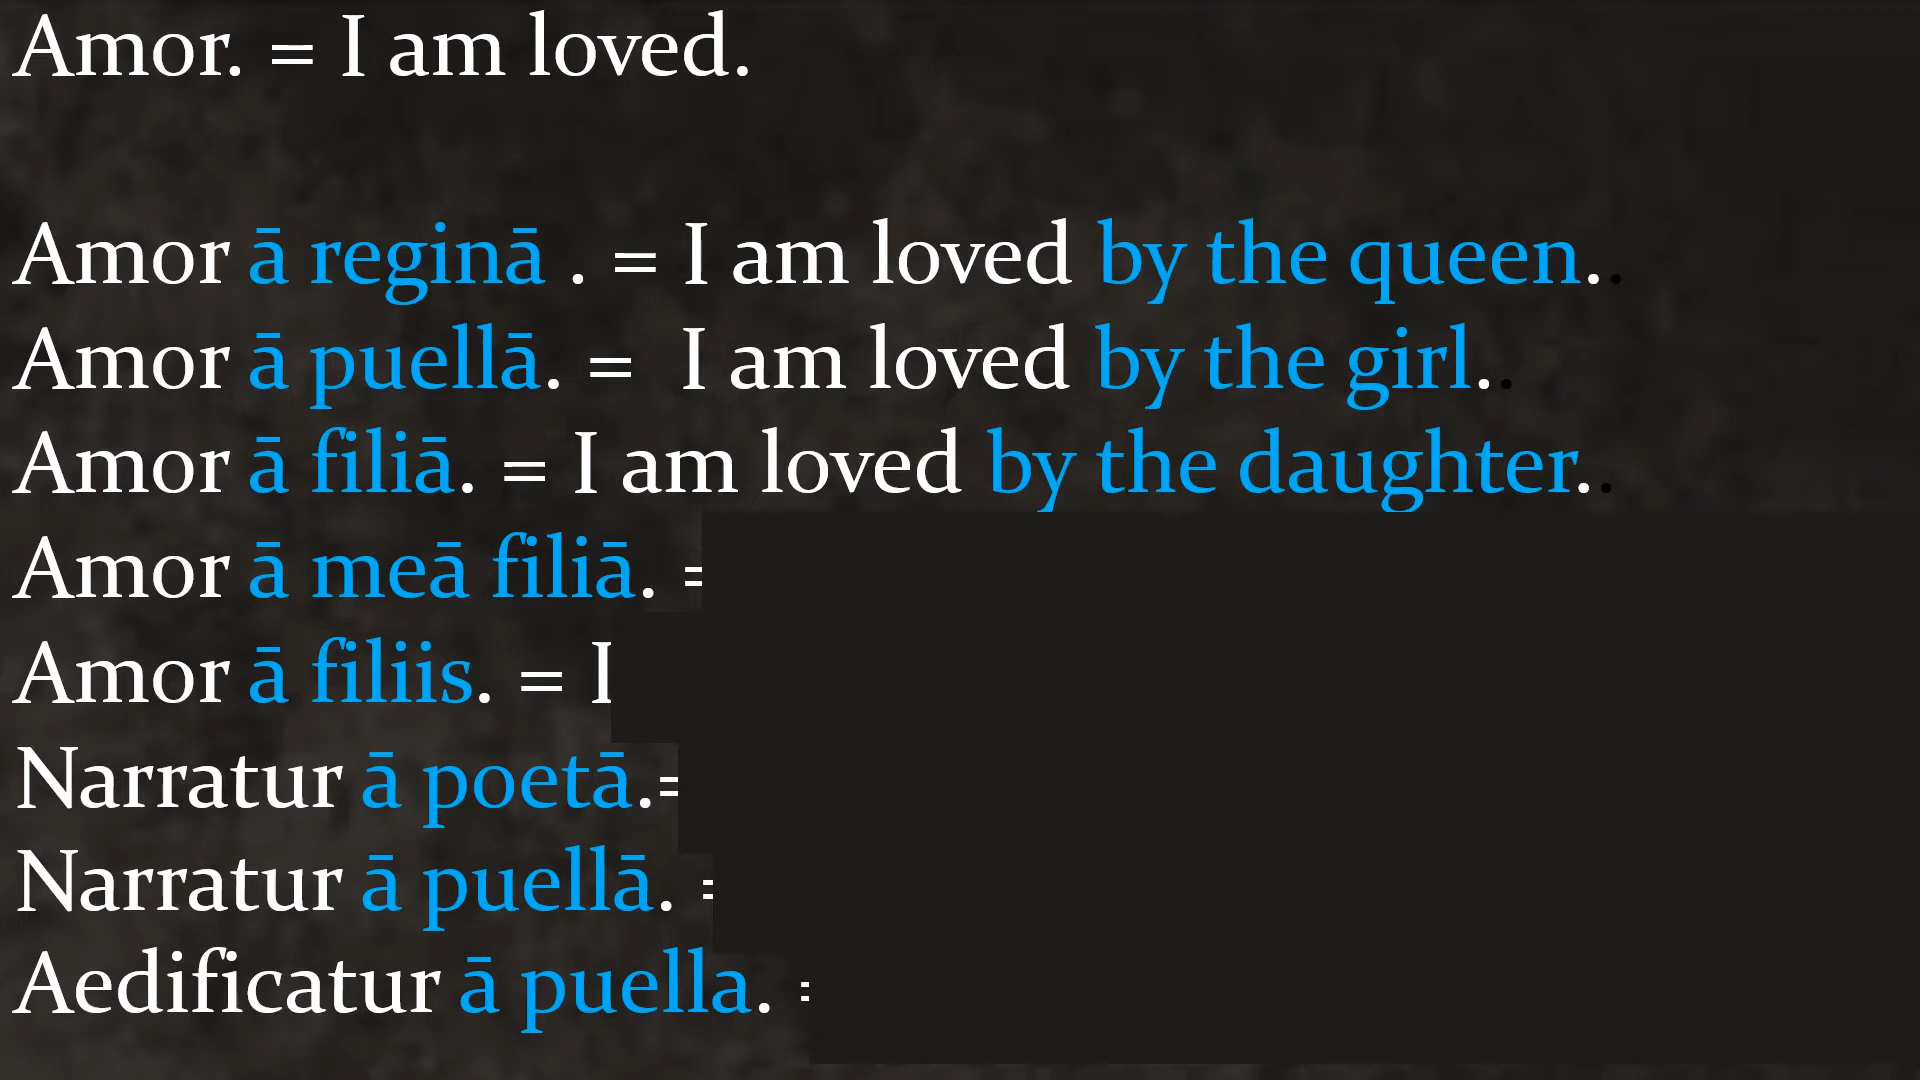 Amor. = I am loved.
Amor ā reginā . = I am loved by the queen..
Amor ā puellā. = I am loved by the girl..
Amor ā filiā. = I am loved by the daughter..
Amor ā meā filiā. =
Amor ā filiis. = I
Narratur ā poetā.=
Narratur ā puellā. =
Aedificatur ā puella. =